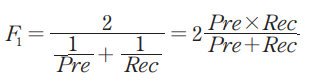 F₁ = 2 / (1/Pre + 1/Rec) = 2 Pre×Rec / Pre+Rec